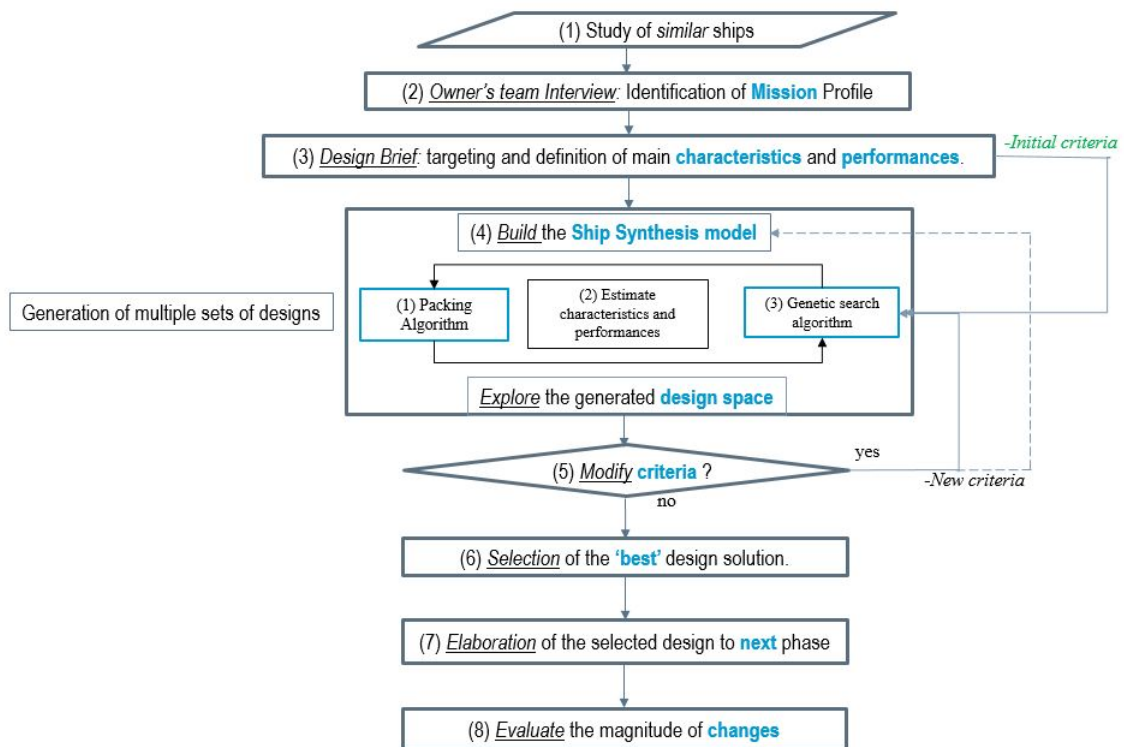 (1) Study of similar ships
(2) Owner's team Interview: Identification of Mission Profile
(3) Design Brief: targeting and definition of main characteristics and performances.
-Initial criteria
(4) Build the Ship Synthesis model
Generation of multiple sets of designs
(1) Packing
Algorithm
(2) Estimate
characteristics and
performances
(3) Genetic search
algorithm
Explore the generated design space
(5) Modify criteria ?
yes
-New criteria
no
(6) Selection of the 'best' design solution.
(7) Elaboration of the selected design to next phase
(8) Evaluate the magnitude of changes